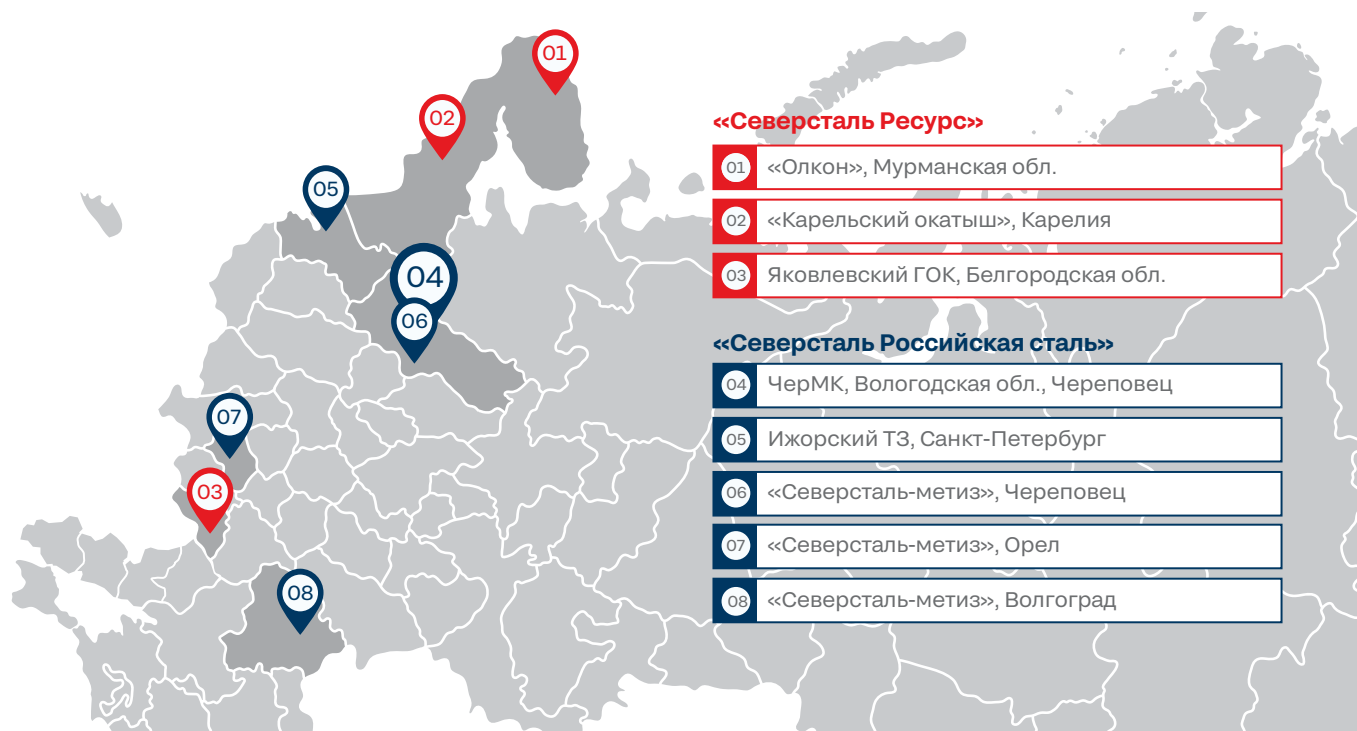 01
02
05
04
06
07
03
08
«Северсталь Ресурс»
01 «Олкон», Мурманская обл.
02 «Карельский окатыш», Карелия
03 Яковлевский ГОК, Белгородская обл.
«Северсталь Российская сталь»
04 ЧерМК, Вологодская обл., Череповец
05 Ижорский ТЗ, Санкт-Петербург
06 «Северсталь-метиз», Череповец
07 «Северсталь-метиз», Орел
08 «Северсталь-метиз», Волгоград